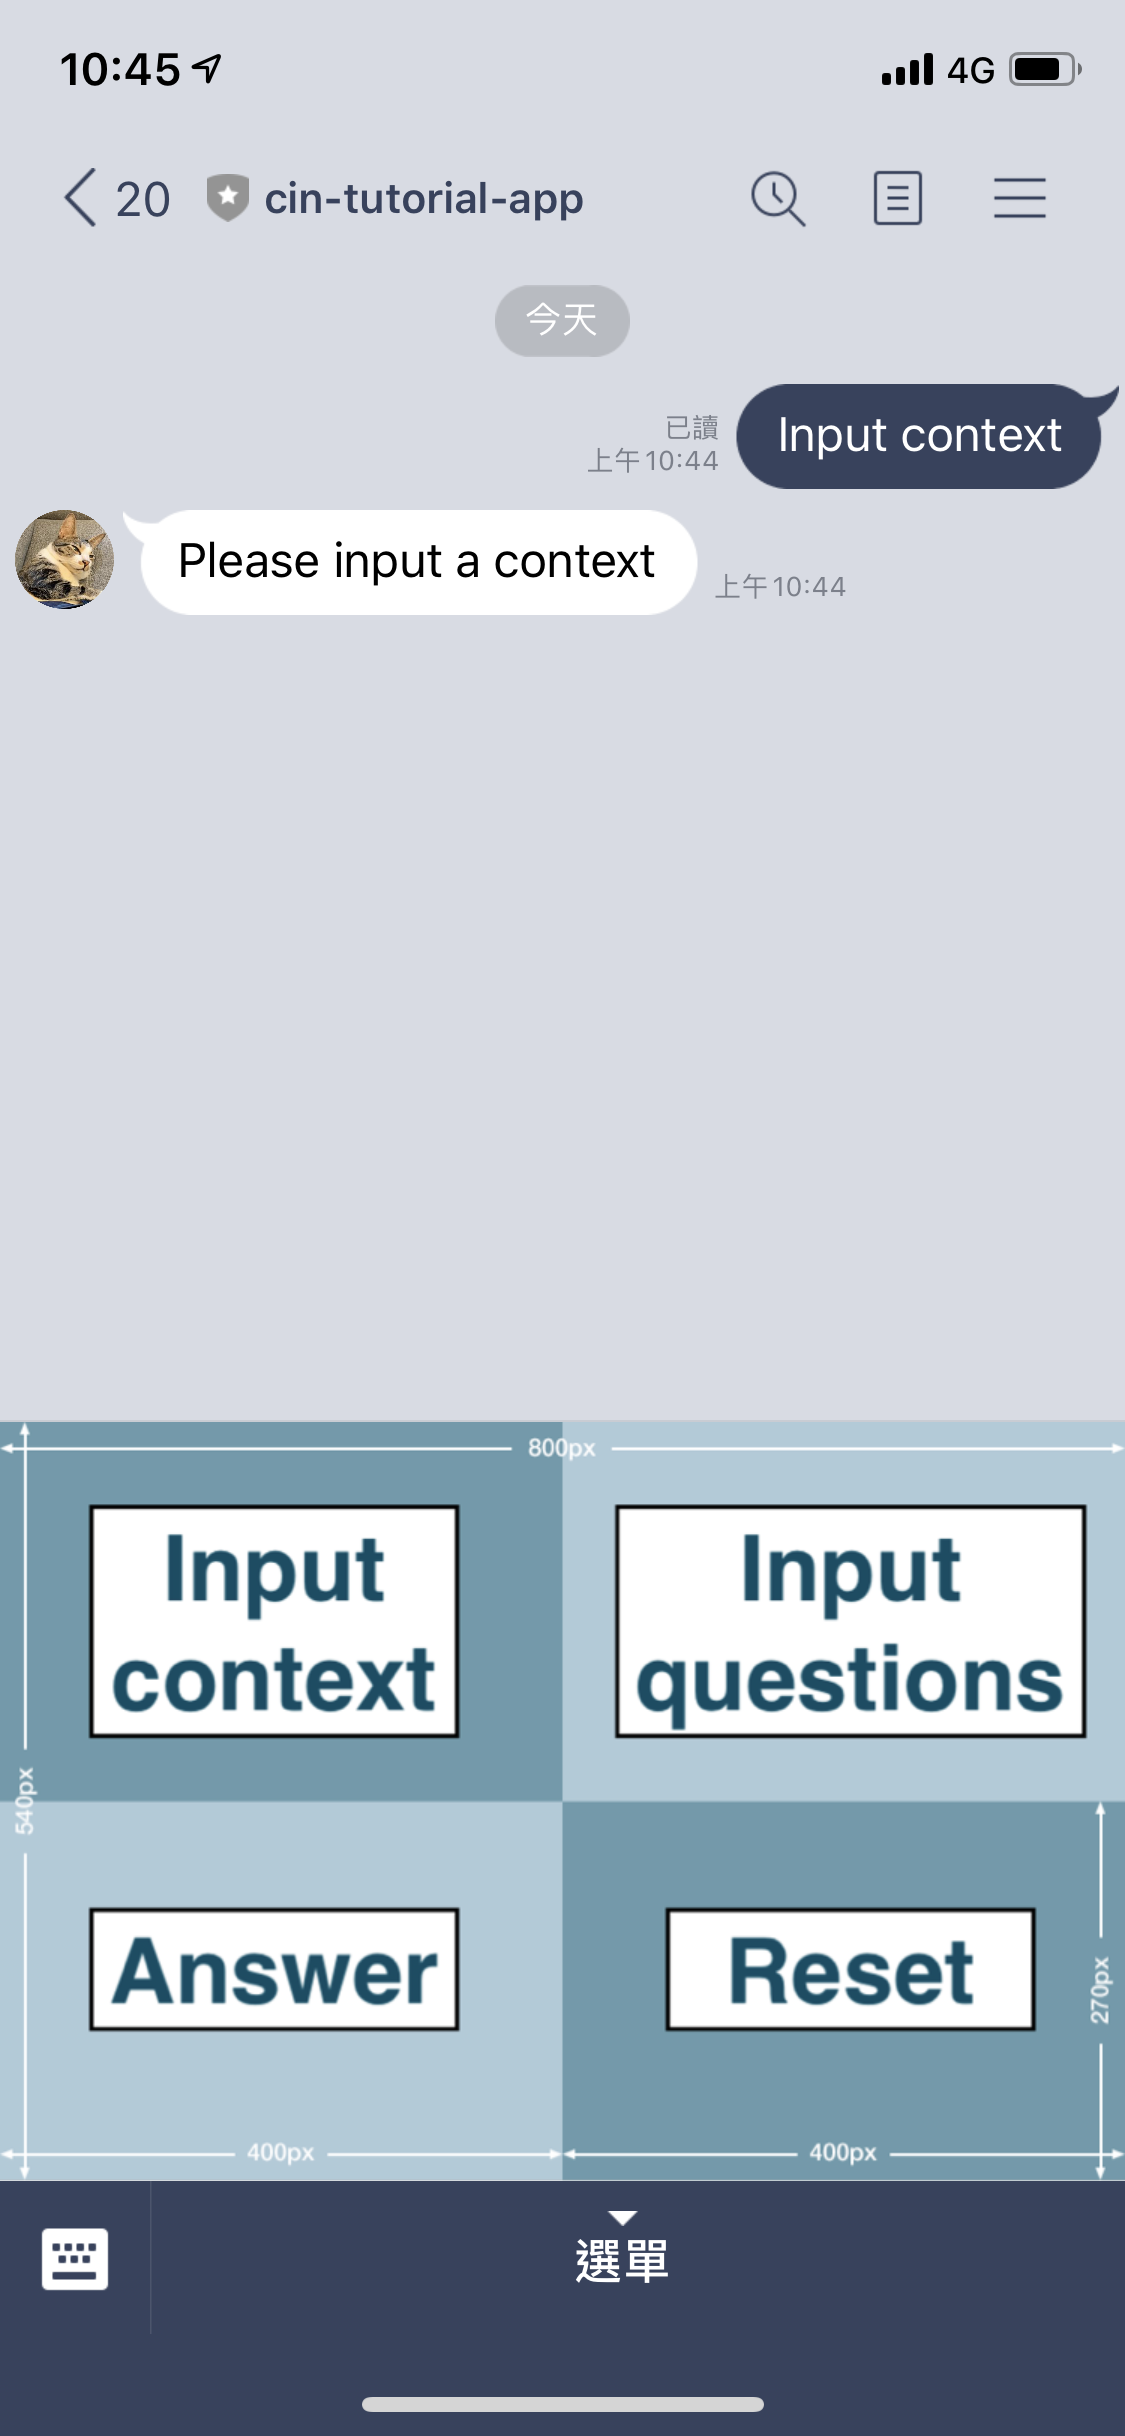 10:45
4G
20 cin-tutorial-app
今天
Input context
已讀
上午10:44
Please input a context
上午10:44
800px
Input
context
Input
questions
540px
Answer
Reset
270px
400px
400px
選單